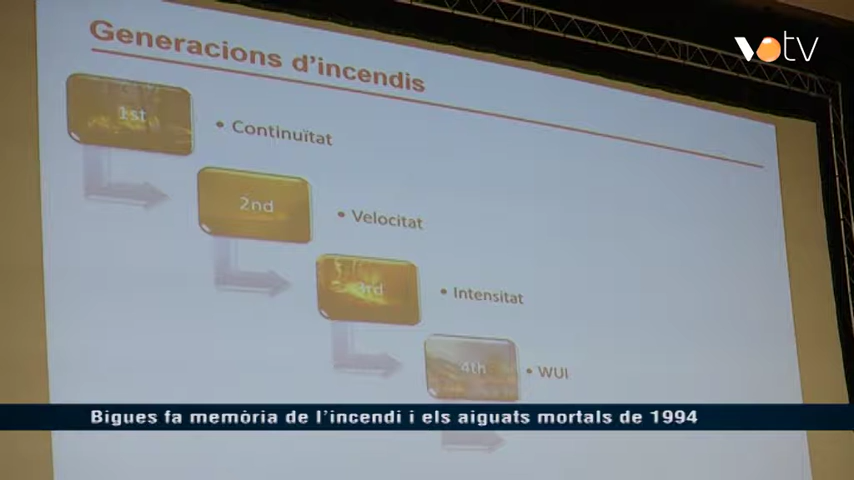 votv
Generacions d'incendis
1st
• Continuïtat
2nd
• Velocitat
3rd
• Intensitat
4th
• WUI
Bigues fa memòria de l'incendi i els aiguats mortals de 1994